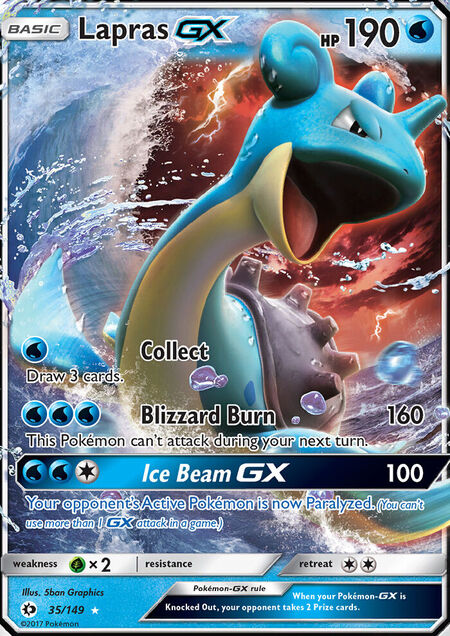 BASIC Lapras GX HP 190
Collect
Draw 3 cards.
Blizzard Burn 160
This Pokémon can't attack during your next turn.
Ice Beam GX 100
Your opponent's Active Pokémon is now Paralyzed. (You can't
use more than 1 GX attack in a game.)
weakness ×2 resistance retreat
Illus. 5ban Graphics
Pokémon-GX rule
35/149
When your Pokémon-GX is
Knocked Out, your opponent takes 2 Prize cards.
©2017 Pokémon